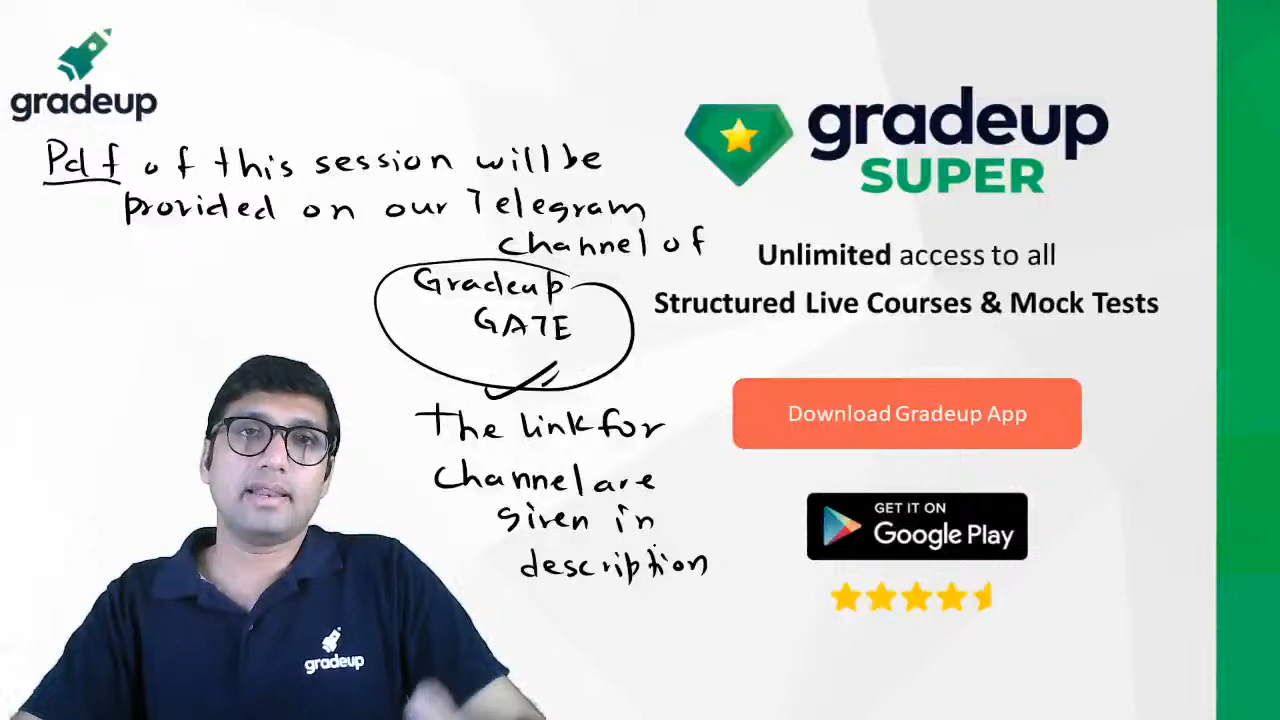 gradeup
Pdf of this session will be
provided on our Telegram
channel of
Gradeup
GATE
The link for
channel are
given in
description
gradeup
SUPER
Unlimited access to all
Structured Live Courses & Mock Tests
Download Gradeup App
GET IT ON
Google Play
gradeup